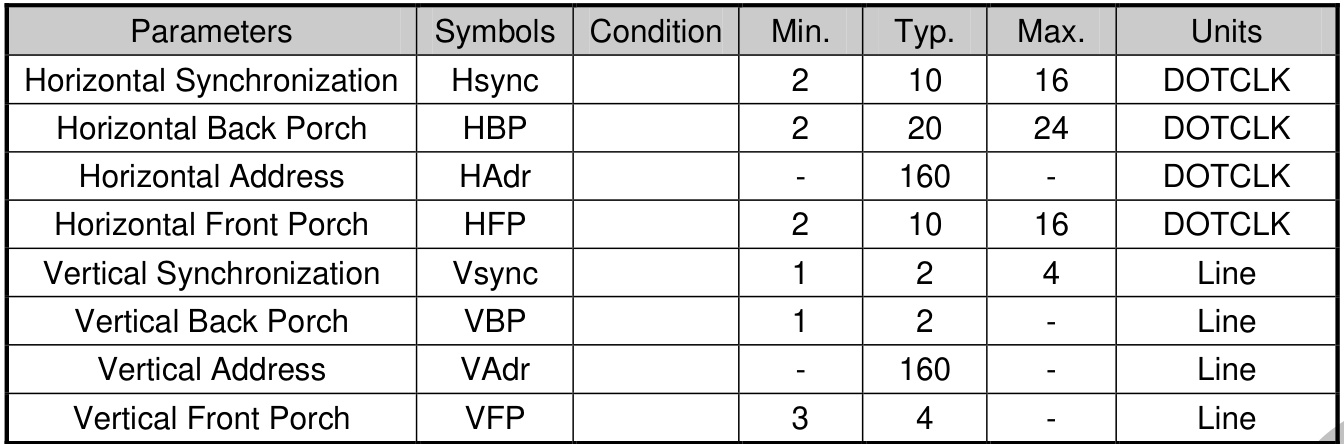 Parameters Symbols Condition Min. Typ. Max. Units
Horizontal Synchronization Hsync 2 10 16 DOTCLK
Horizontal Back Porch HBP 2 20 24 DOTCLK
Horizontal Address HAdr - 160 - DOTCLK
Horizontal Front Porch HFP 2 10 16 DOTCLK
Vertical Synchronization Vsync 1 2 4 Line
Vertical Back Porch VBP 1 2 - Line
Vertical Address VAdr - 160 - Line
Vertical Front Porch VFP 3 4 - Line